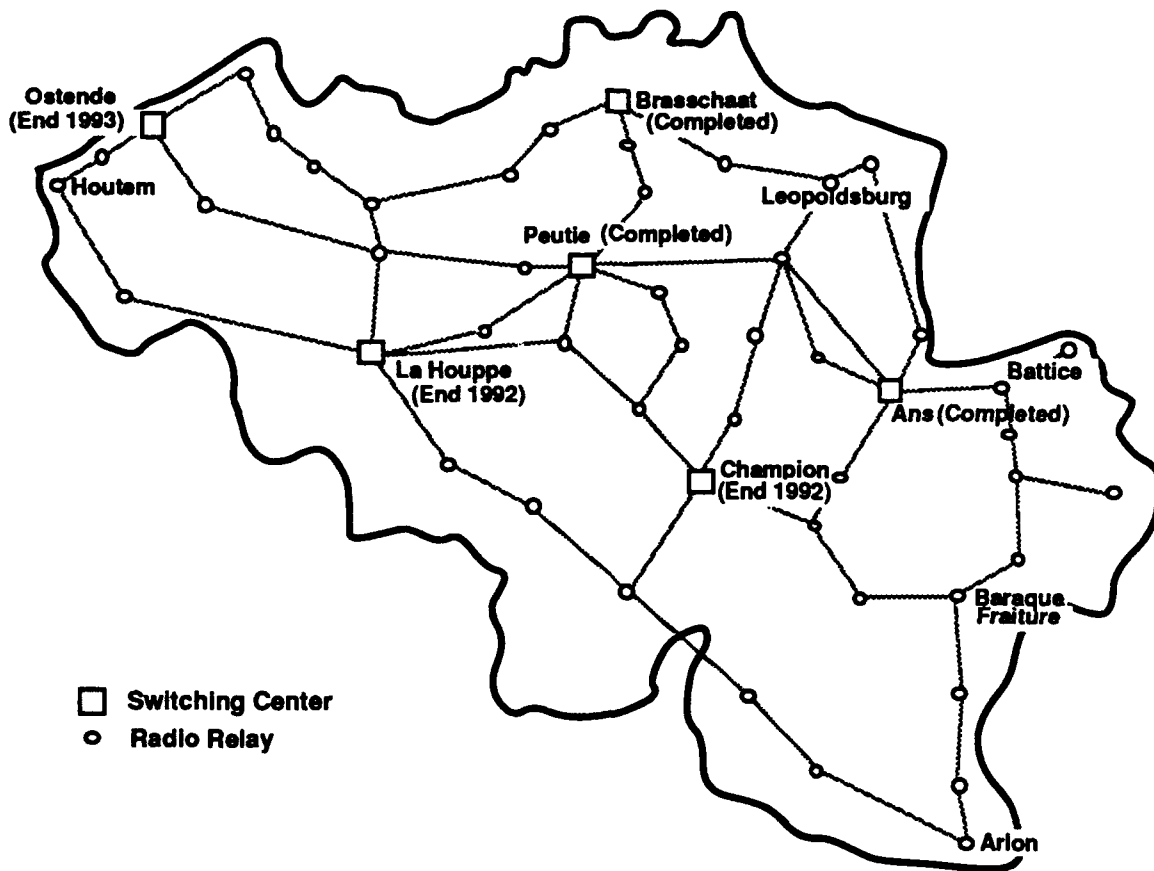 Ostende
(End 1993)
Brasschaat
(Completed)
Houtem
Leopoldsburg
Peutie (Completed)
La Houppe
(End 1992)
Battice
Ans (Completed)
Champion
(End 1992)
Baraque
Fraiture
Switching Center
Radio Relay
Arlon